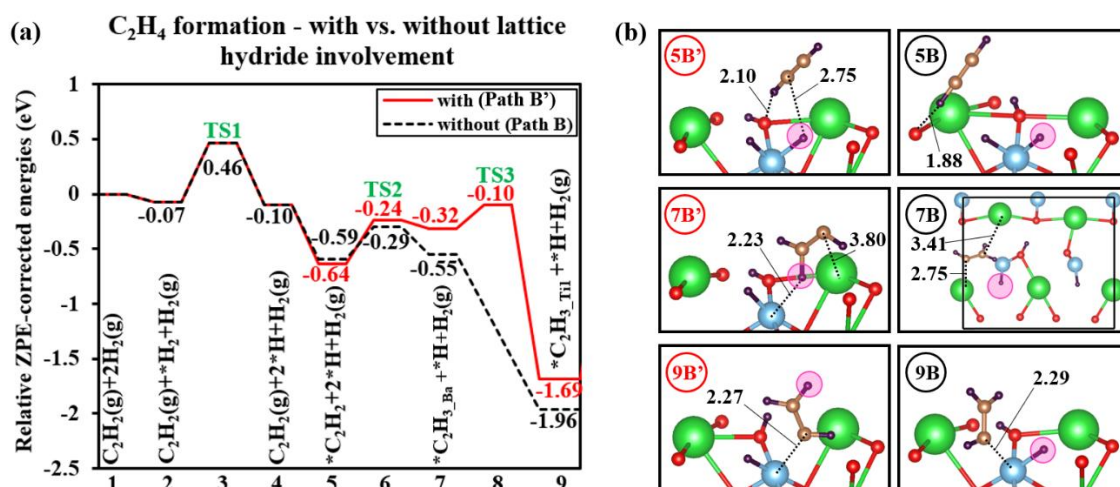 (a)
C₂H₄ formation - with vs. without lattice
hydride involvement
Relative ZPE-corrected energies (eV)
1
0.5
0
-0.5
-1
-1.5
-2
-2.5
with (Path B')
without (Path B)
TS1
0.46
-0.07
-0.10
-0.59
-0.64
TS2
-0.24
-0.29
-0.32
-0.55
TS3
-0.10
-1.69
-1.96
C₂H₂(g)+2H₂(g)
C₂H₂(g)+*H₂+H₂(g)
C₂H₂(g)+2*H+H₂(g)
*C₂H₂+2*H+H₂(g)
*C₂H₃_Ba +*H+H₂(g)
*C₂H₃_Ti1 +*H+H₂(g)
1 2 3 4 5 6 7 8 9
(b)
5B'
2.10
2.75
5B
1.88
7B'
2.23
3.80
7B
3.41
2.75
9B'
2.27
9B
2.29